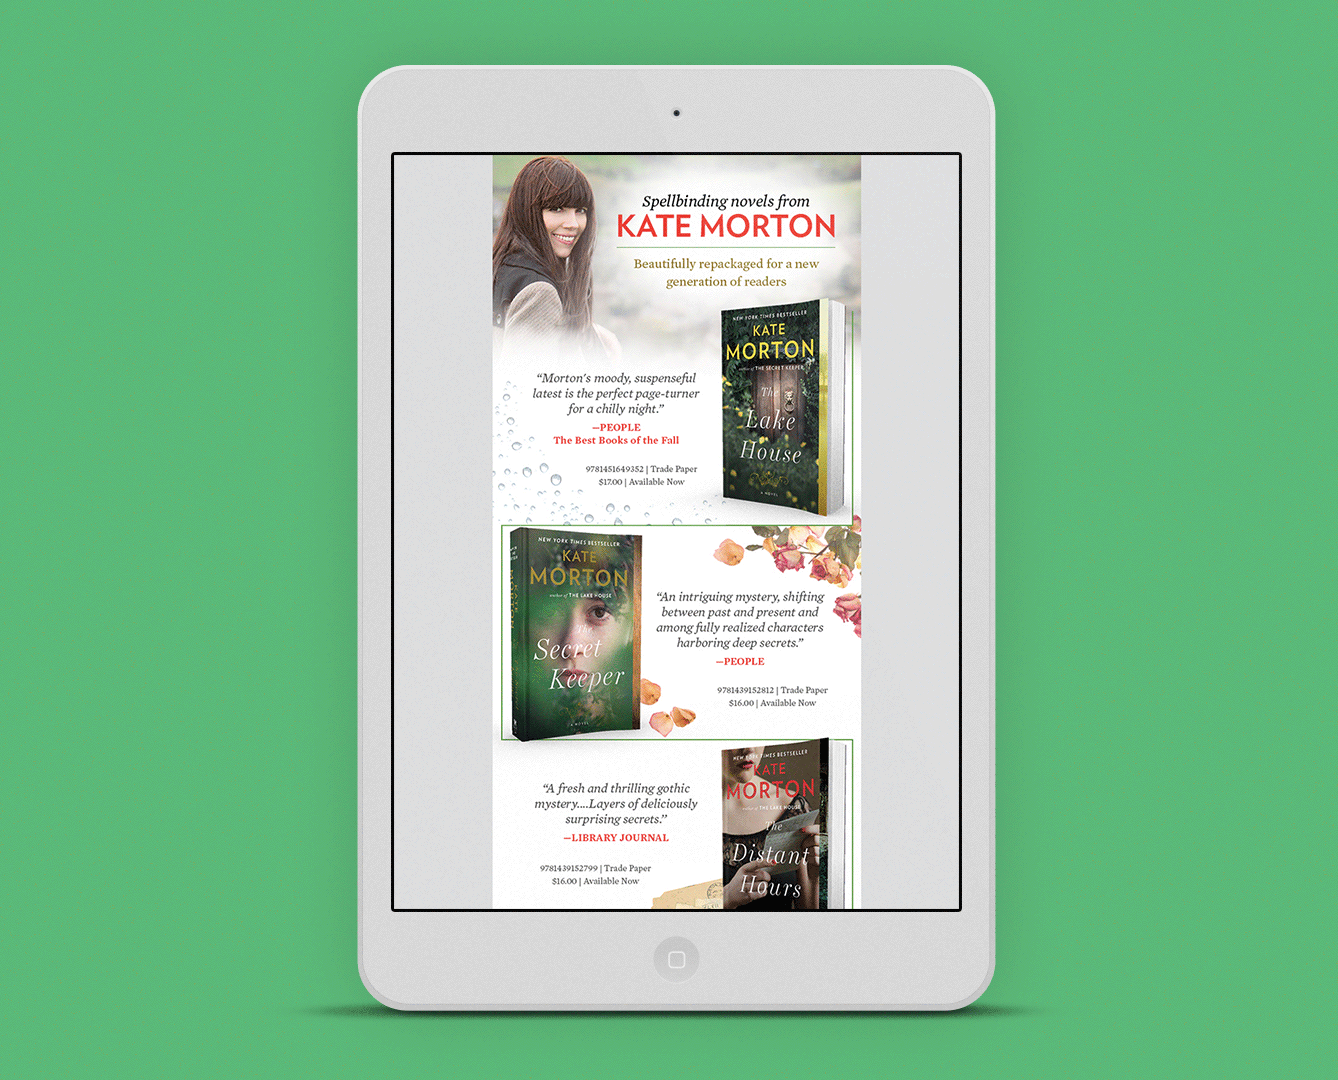 Spellbinding novels from
KATE MORTON
Beautifully repackaged for a new
generation of readers
NEW YORK TIMES BESTSELLER
KATE
MORTON
author of THE SECRET KEEPER
The
Lake
House
A NOVEL
“Morton's moody, suspenseful
latest is the perfect page-turner
for a chilly night.”
—PEOPLE
The Best Books of the Fall
9781451649352 | Trade Paper
$17.00 | Available Now
NEW YORK TIMES BESTSELLER
KATE
MORTON
author of THE LAKE HOUSE
The
Secret
Keeper
A NOVEL
“An intriguing mystery, shifting
between past and present and
among fully realized characters
harboring deep secrets.”
—PEOPLE
9781439152812 | Trade Paper
$16.00 | Available Now
“A fresh and thrilling gothic
mystery....Layers of deliciously
surprising secrets.”
—LIBRARY JOURNAL
9781439152799 | Trade Paper
$16.00 | Available Now
NEW YORK TIMES BESTSELLER
KATE
MORTON
author of THE LAKE HOUSE
The
Distant
Hours